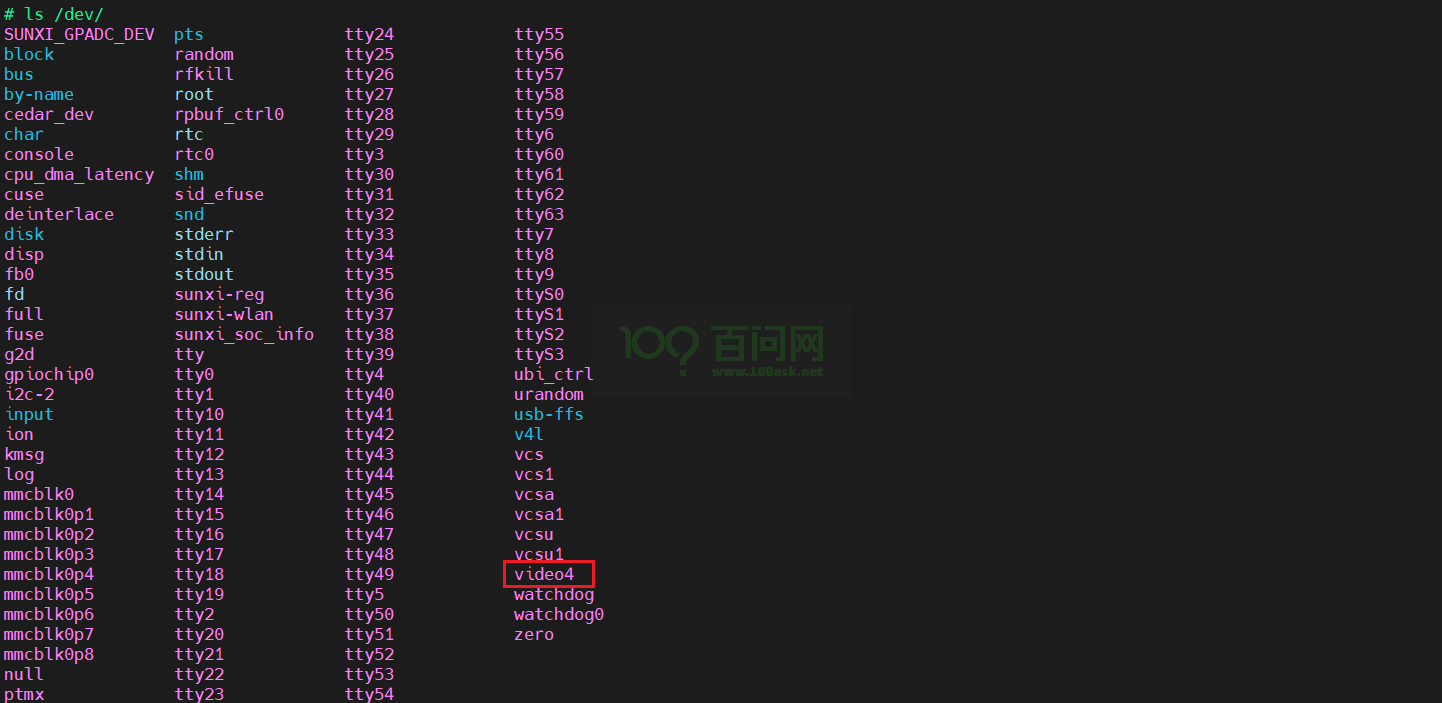 # ls /dev/
SUNXI_GPADC_DEV pts tty24 tty55
block random tty25 tty56
bus rfkill tty26 tty57
by-name root tty27 tty58
cedar_dev rpbuf_ctrl0 tty28 tty59
char rtc tty29 tty6
console rtc0 tty3 tty60
cpu_dma_latency shm tty30 tty61
cuse sid_efuse tty31 tty62
deinterlace snd tty32 tty63
disk stderr tty33 tty7
disp stdin tty34 tty8
fb0 stdout tty35 tty9
fd sunxi-reg tty36 ttyS0
full sunxi-wlan tty37 ttyS1
fuse sunxi_soc_info tty38 ttyS2
g2d tty tty39 ttyS3
gpiochip0 tty0 tty4 ubi_ctrl
i2c-2 tty1 tty40 urandom
input tty10 tty41 usb-ffs
ion tty11 tty42 v4l
kmsg tty12 tty43 vcs
log tty13 tty44 vcs1
mmcblk0 tty14 tty45 vcsa
mmcblk0p1 tty15 tty46 vcsa1
mmcblk0p2 tty16 tty47 vcsu
mmcblk0p3 tty17 tty48 vcsu1
mmcblk0p4 tty18 tty49 video4
mmcblk0p5 tty19 tty5 watchdog
mmcblk0p6 tty2 tty50 watchdog0
mmcblk0p7 tty20 tty51 zero
mmcblk0p8 tty21 tty52
null tty22 tty53
ptmx tty23 tty54
100? 百问网
www.100ask.net